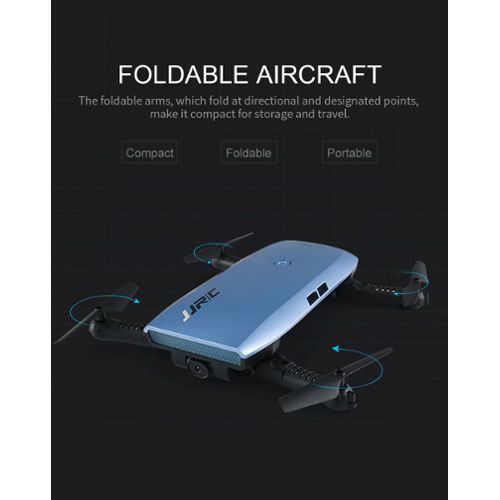 FOLDABLE AIRCRAFT
The foldable arms, which fold at directional and designated points,
make it compact for storage and travel.
Compact
Foldable
Portable
JJRC